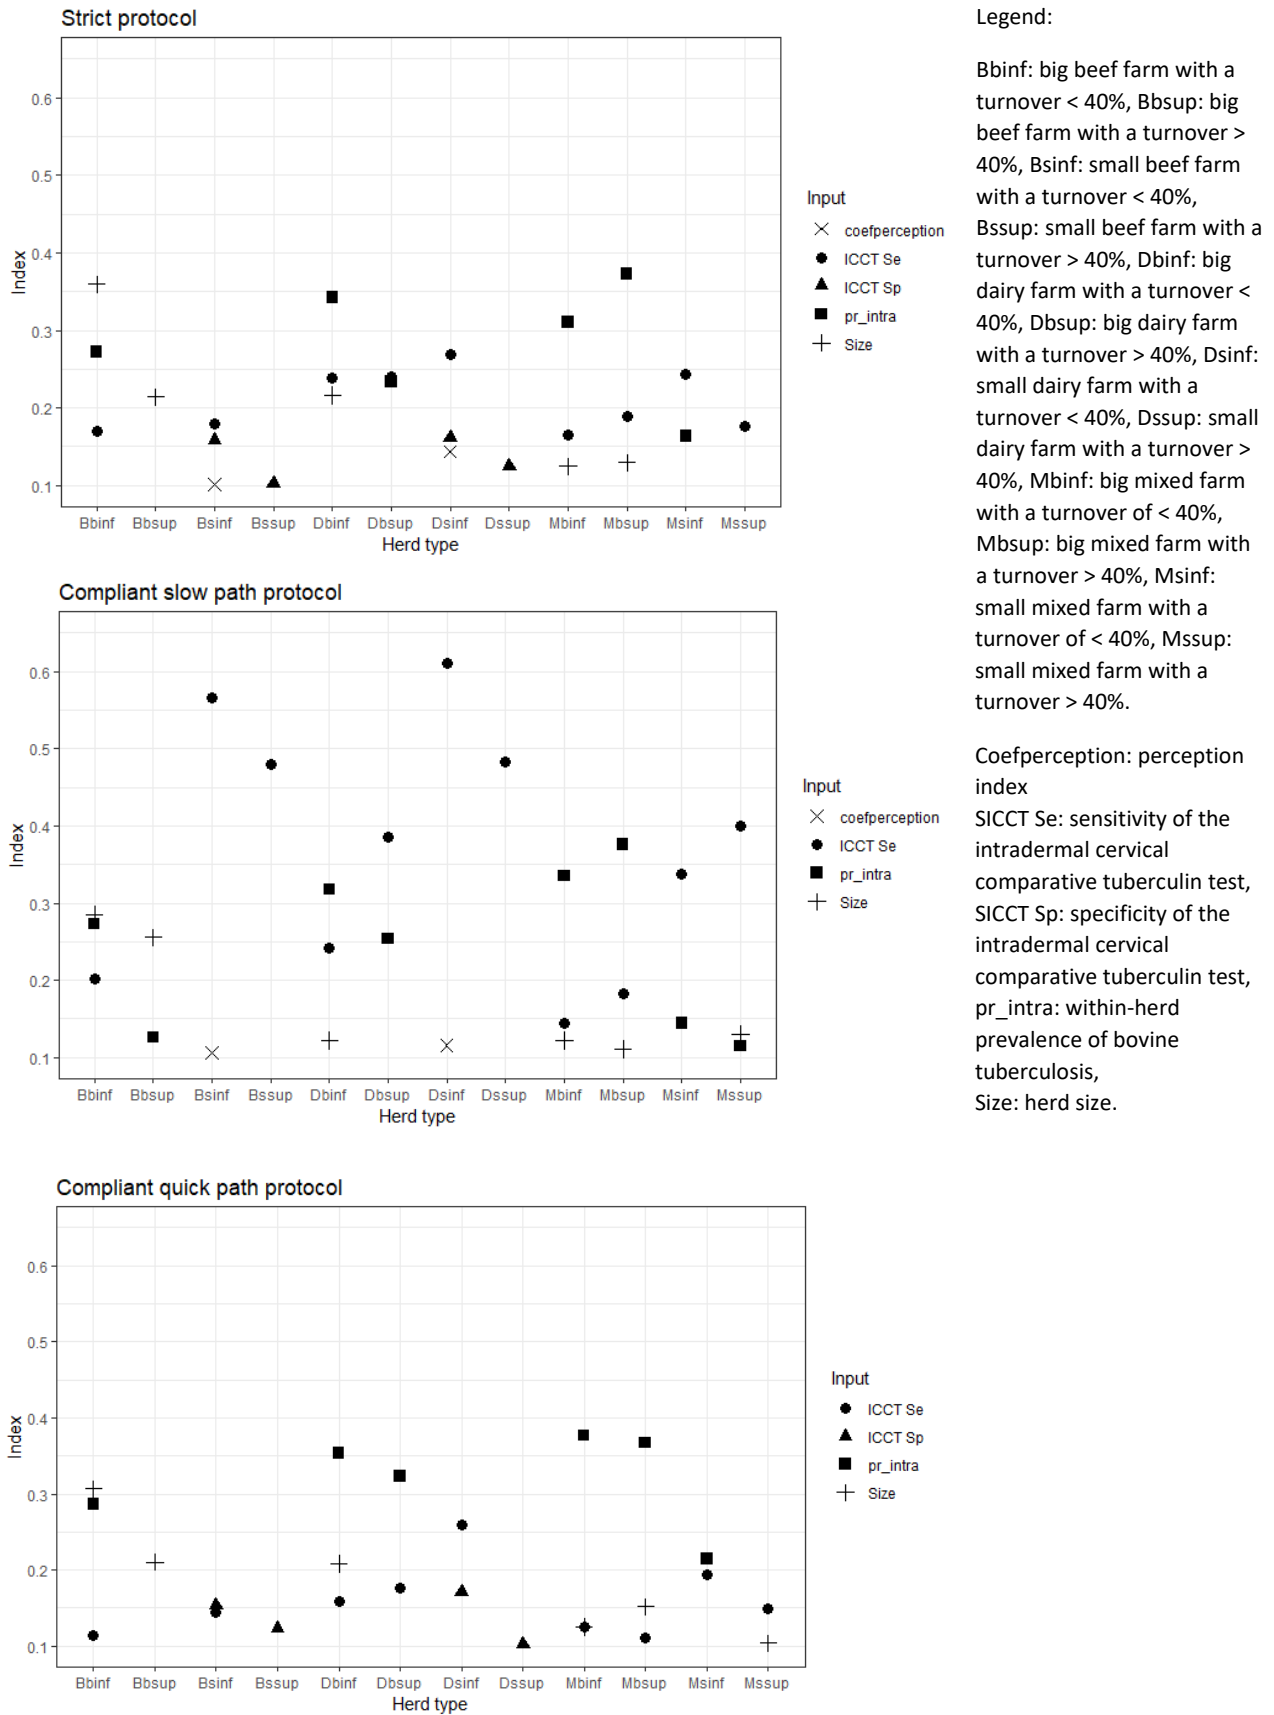 Strict protocol
0.6
0.5
0.4
0.3
0.2
0.1
Index
Bbinf Bbsup Bsinf Bssup Dbinf Dbsup Dsinf Dssup Mbinf Mbsup Msinf Mssup
Herd type
Input
coefperception
ICCT Se
ICCT Sp
pr_intra
Size
Legend:
Bbinf: big beef farm with a
turnover < 40%, Bbsup: big
beef farm with a turnover >
40%, Bsinf: small beef farm
with a turnover < 40%,
Bssup: small beef farm with a
turnover > 40%, Dbinf: big
dairy farm with a turnover <
40%, Dbsup: big dairy farm
with a turnover > 40%, Dsinf:
small dairy farm with a
turnover < 40%, Dssup: small
dairy farm with a turnover >
40%, Mbinf: big mixed farm
with a turnover of < 40%,
Mbsup: big mixed farm with
a turnover > 40%, Msinf:
small mixed farm with a
turnover of < 40%, Mssup:
small mixed farm with a
turnover > 40%.
Coefperception: perception
index
SICCT Se: sensitivity of the
intradermal cervical
comparative tuberculin test,
SICCT Sp: specificity of the
intradermal cervical
comparative tuberculin test,
pr_intra: within-herd
prevalence of bovine
tuberculosis,
Size: herd size.
Compliant slow path protocol
0.6
0.5
0.4
0.3
0.2
0.1
Index
Bbinf Bbsup Bsinf Bssup Dbinf Dbsup Dsinf Dssup Mbinf Mbsup Msinf Mssup
Herd type
Input
coefperception
ICCT Se
pr_intra
Size
Compliant quick path protocol
0.6
0.5
0.4
0.3
0.2
0.1
Index
Bbinf Bbsup Bsinf Bssup Dbinf Dbsup Dsinf Dssup Mbinf Mbsup Msinf Mssup
Herd type
Input
ICCT Se
ICCT Sp
pr_intra
Size